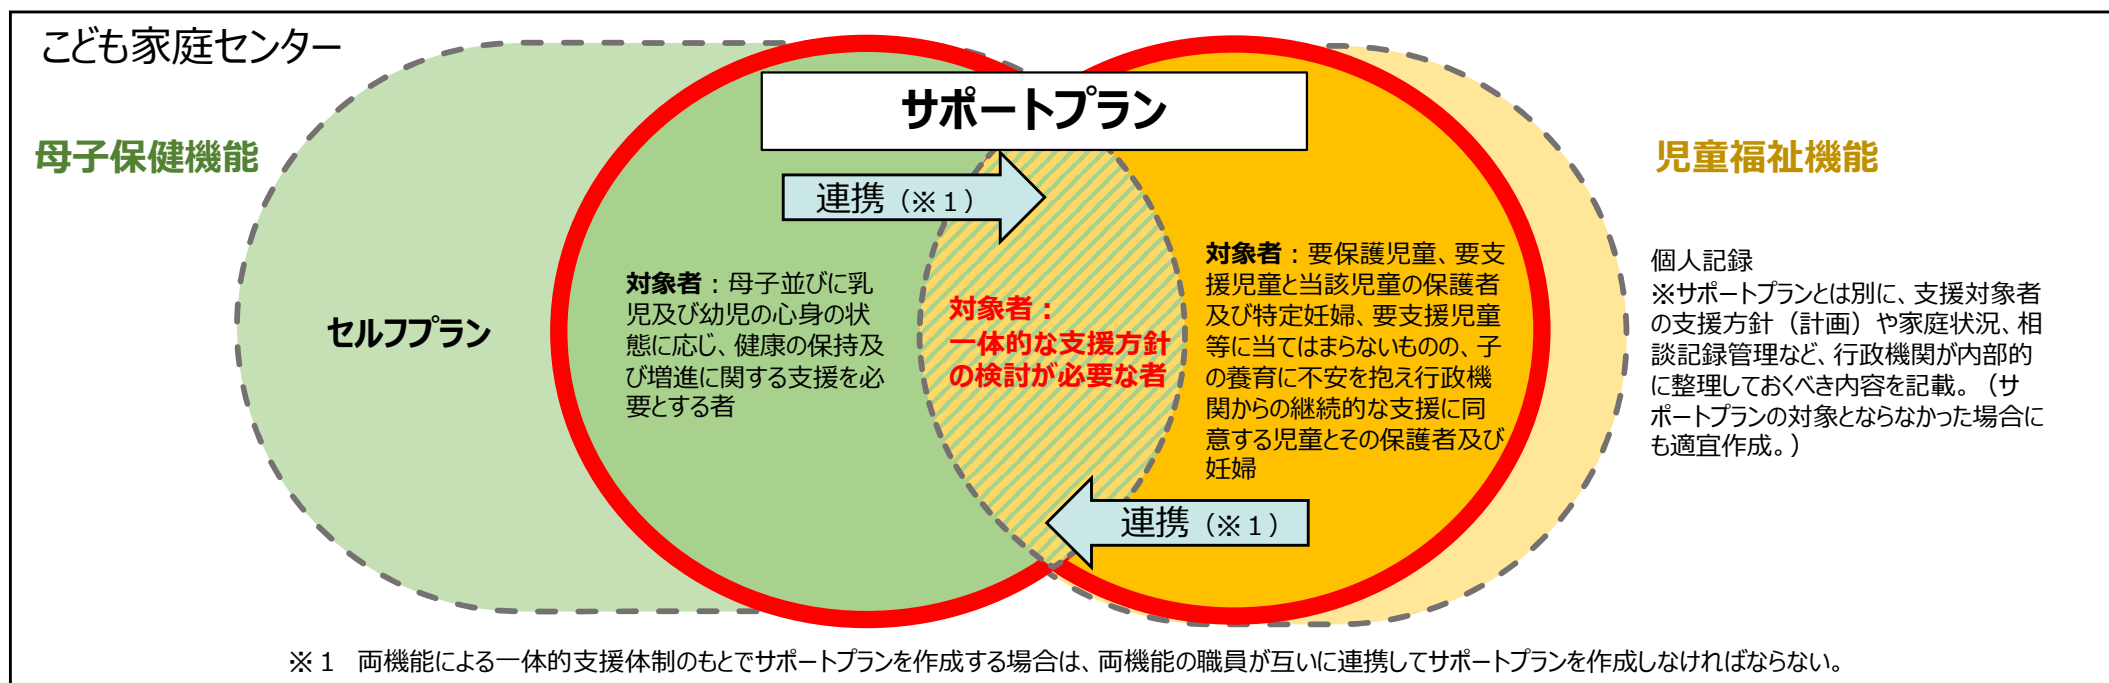 こども家庭センター
サポートプラン
母子保健機能
児童福祉機能
連携（※１）
セルフプラン
対象者：母子並びに乳
児及び幼児の心身の状
態に応じ、健康の保持及
び増進に関する支援を必
要とする者
対象者：
一体的な支援方針
の検討が必要な者
対象者：要保護児童、要支
援児童と当該児童の保護者
及び特定妊婦、要支援児童
等に当てはまらないものの、子
の養育に不安を抱え行政機
関からの継続的な支援に同
意する児童とその保護者及び
妊婦
連携（※１）
個人記録
※サポートプランとは別に、支援対象者
の支援方針（計画）や家庭状況、相
談記録管理など、行政機関が内部的
に整理しておくべき内容を記載。（サ
ポートプランの対象とならなかった場合に
も適宜作成。）
※１　両機能による一体的支援体制のもとでサポートプランを作成する場合は、両機能の職員が互いに連携してサポートプランを作成しなければならない。